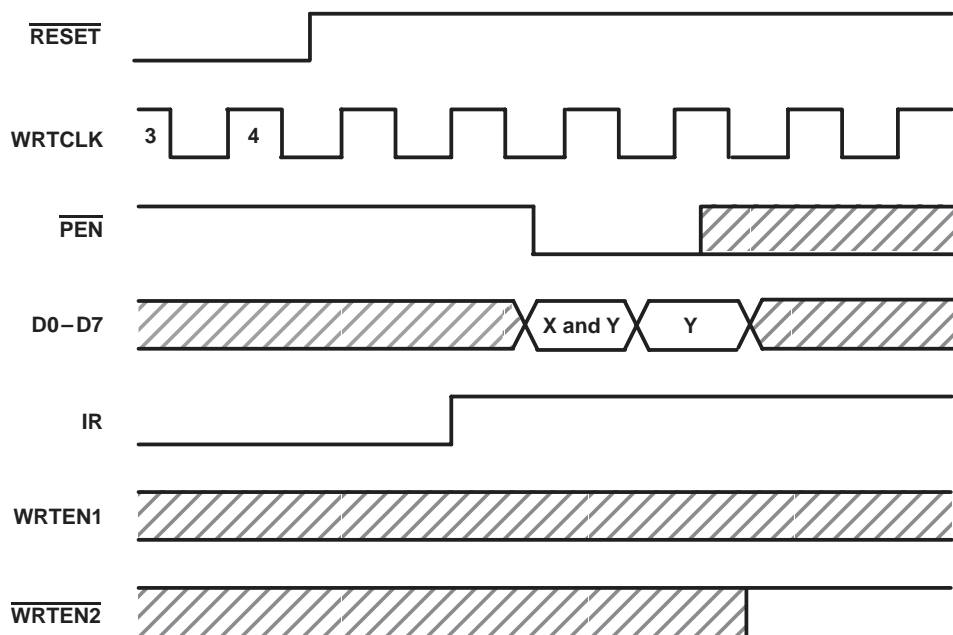 RESET
WRTCLK 3 4
PEN
D0–D7 X and Y Y
IR
WRTEN1
WRTEN2